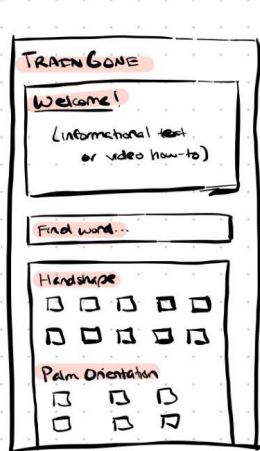 TRAIN GONE
Welcome!
(informational text
or video how-to)
Find word...
Handshape
Palm Orientation